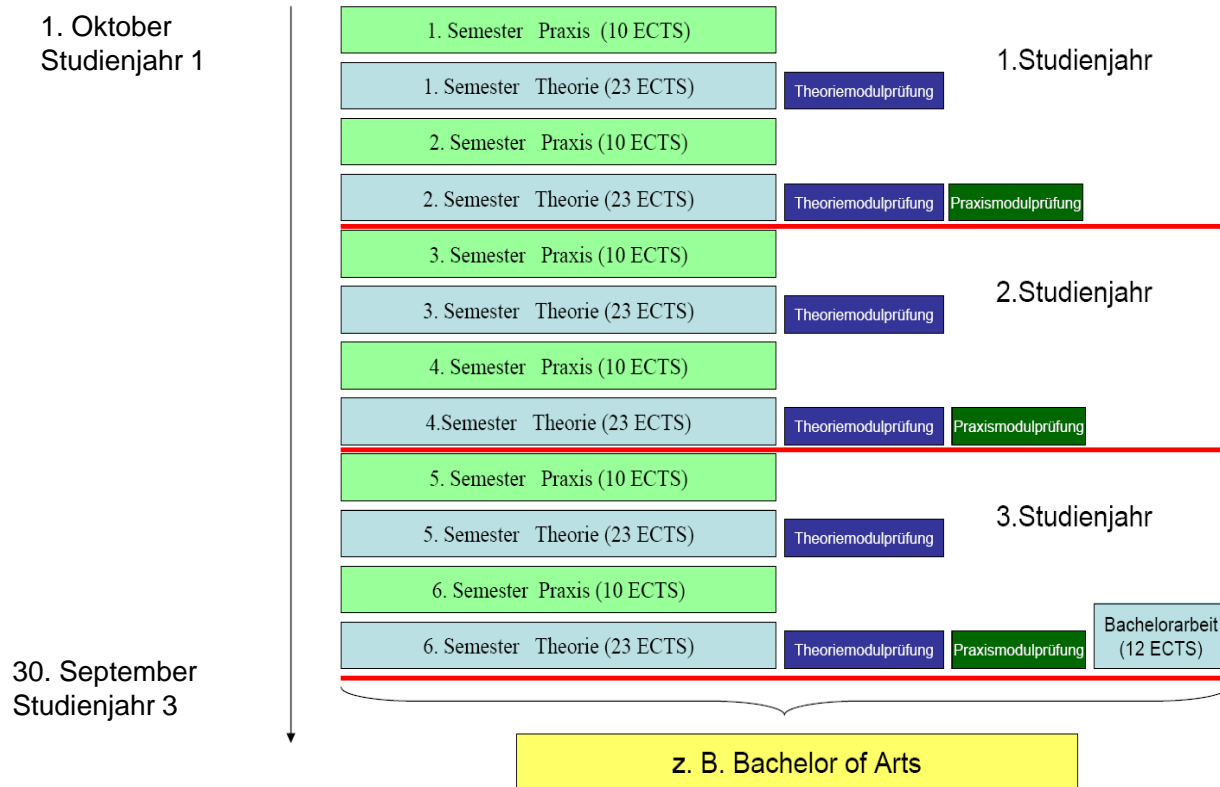 1. Oktober
Studienjahr 1
1. Semester Praxis (10 ECTS)
1.Studienjahr
1. Semester Theorie (23 ECTS)
Theoriemodulprüfung
2. Semester Praxis (10 ECTS)
2. Semester Theorie (23 ECTS)
Theoriemodulprüfung
Praxismodulprüfung
3. Semester Praxis (10 ECTS)
2.Studienjahr
3. Semester Theorie (23 ECTS)
Theoriemodulprüfung
4. Semester Praxis (10 ECTS)
4.Semester Theorie (23 ECTS)
Theoriemodulprüfung
Praxismodulprüfung
5. Semester Praxis (10 ECTS)
3.Studienjahr
5. Semester Theorie (23 ECTS)
Theoriemodulprüfung
6. Semester Praxis (10 ECTS)
6. Semester Theorie (23 ECTS)
Theoriemodulprüfung
Praxismodulprüfung
Bachelorarbeit
(12 ECTS)
30. September
Studienjahr 3
z. B. Bachelor of Arts